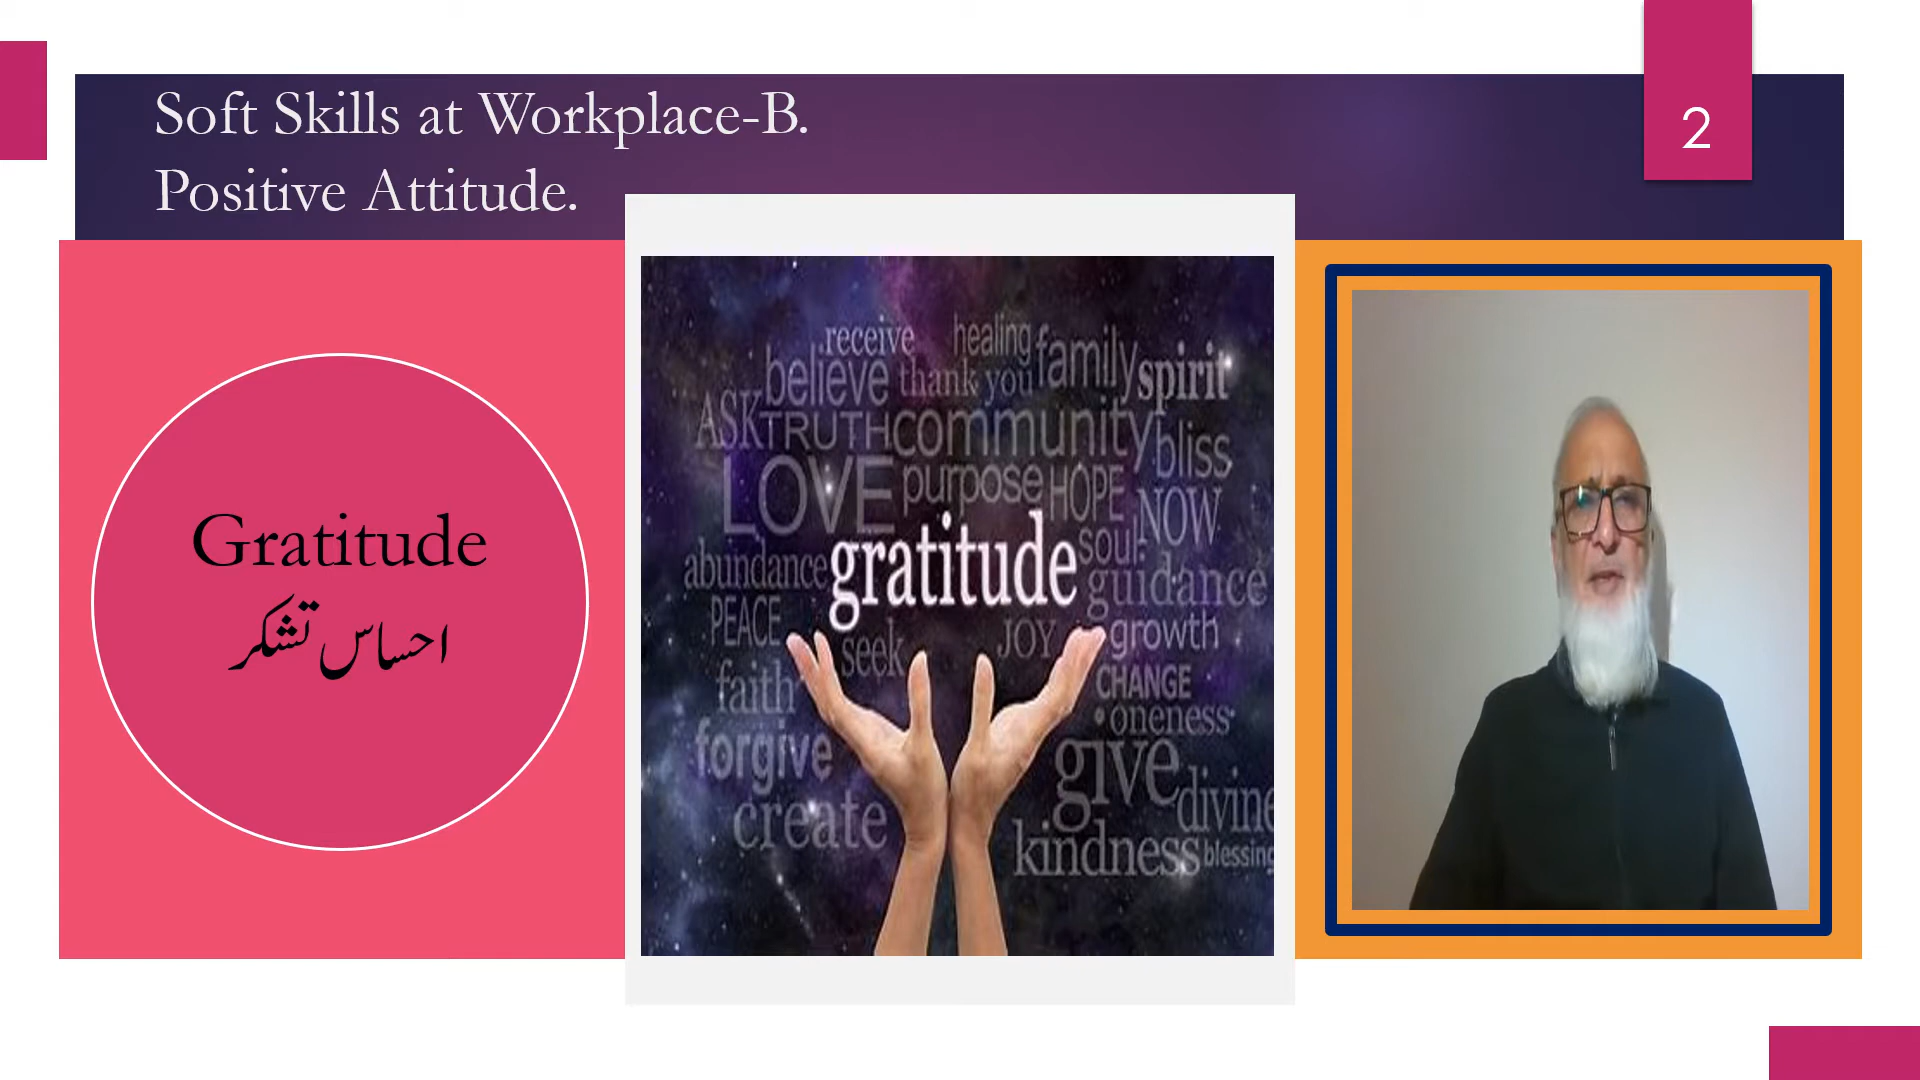 Soft Skills at Workplace-B.
Positive Attitude.
2
Gratitude
احساس تشکر
receive healing
believe thank you family spirit
ASK TRUTH community bliss
LOVE purpose HOPE NOW
abundance gratitude soul guidance
PEACE seek JOY growth
faith CHANGE
forgive oneness
create give divine
kindness blessing